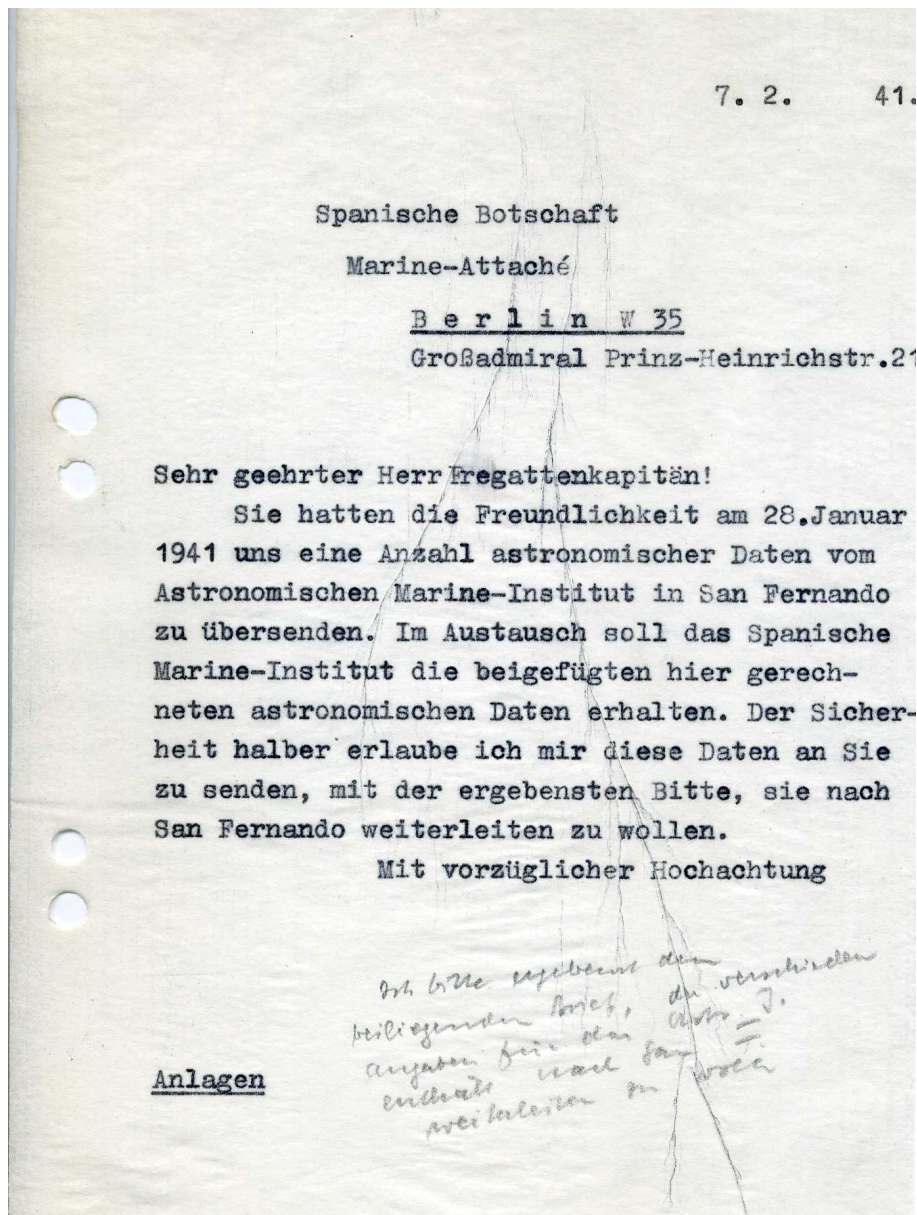 7. 2. 41.
Spanische Botschaft
Marine-Attaché
Berlin W 35
Großadmiral Prinz-Heinrichstr.21
Sehr geehrter Herr Fregattenkapitän!
Sie hatten die Freundlichkeit am 28.Januar
1941 uns eine Anzahl astronomischer Daten vom
Astronomischen Marine-Institut in San Fernando
zu übersenden. Im Austausch soll das Spanische
Marine-Institut die beigefügten hier gerech-
neten astronomischen Daten erhalten. Der Sicher-
heit halber erlaube ich mir diese Daten an Sie
zu senden, mit der ergebensten Bitte, sie nach
San Fernando weiterleiten zu wollen.
Mit vorzüglicher Hochachtung
Ich bitte ergebenst den
beiliegenden Brief, der verschieden
angaben für das Astr. J.
enthält nach San
weiterleiten zu
Anlagen